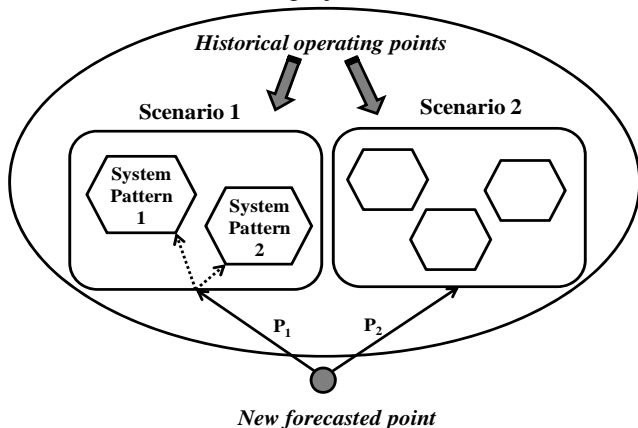 Historical operating points
Scenario 1
Scenario 2
System
Pattern
1
System
Pattern
2
P1
P2
New forecasted point